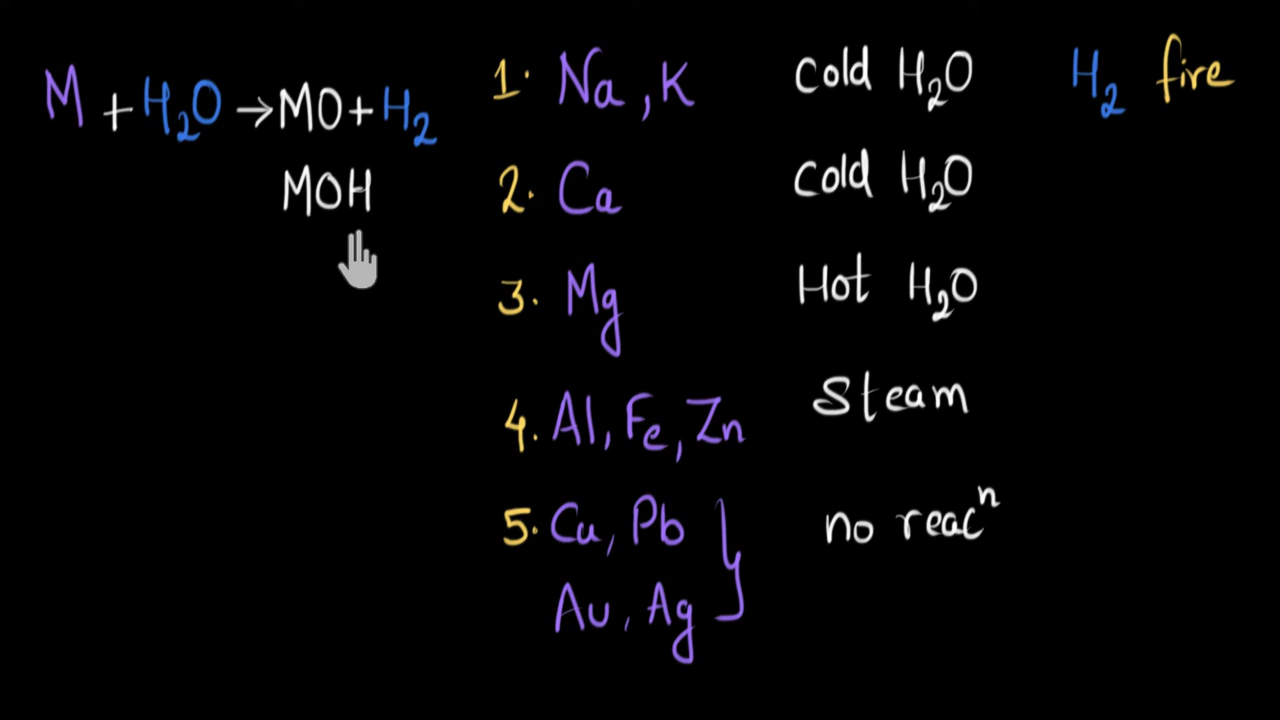 M + H₂O → MO + H₂
MOH
1. Na, K cold H₂O H₂ fire
2. Ca cold H₂O
3. Mg Hot H₂O
4. Al, Fe, Zn Steam
5. Cu, Pb no reacⁿ
Au, Ag